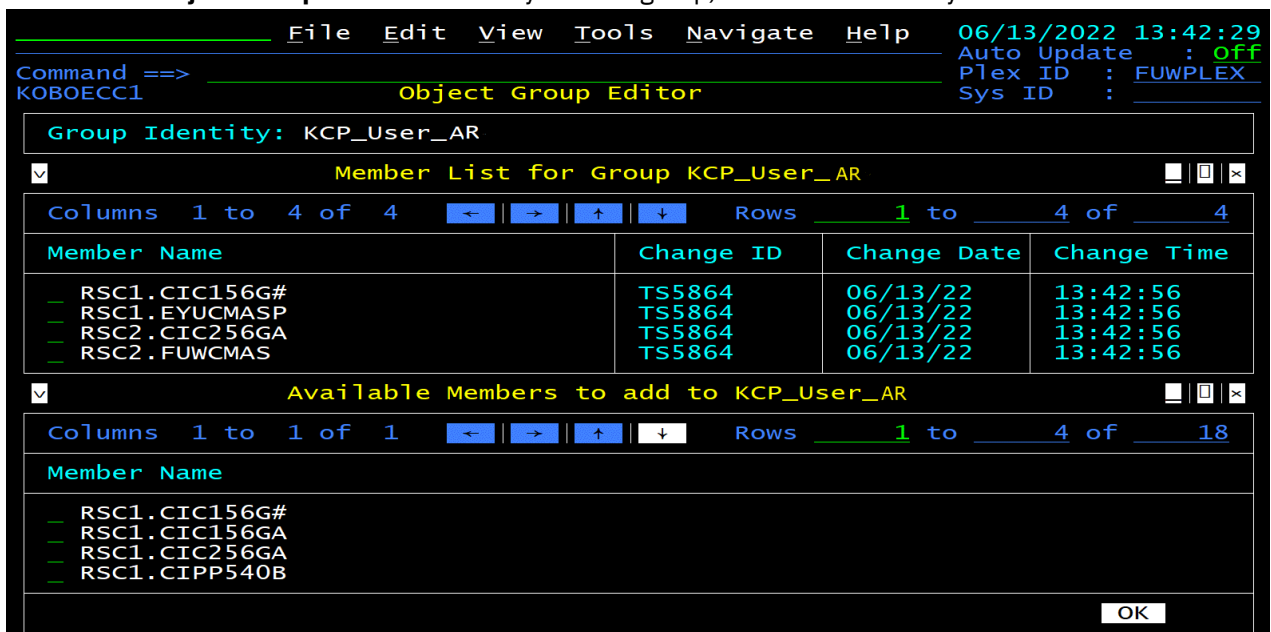 File Edit View Tools Navigate Help 06/13/2022 13:42:29
Auto Update : Off
Command ==> Plex ID : FUWPLEX
KOBOECC1 Object Group Editor Sys ID :
Group Identity: KCP_User_AR
Member List for Group KCP_User_AR
Columns 1 to 4 of 4 ← → ↑ ↓ Rows 1 to 4 of 4
Member Name Change ID Change Date Change Time
_ RSC1.CIC156G# TS5864 06/13/22 13:42:56
_ RSC1.EYUCMASP TS5864 06/13/22 13:42:56
_ RSC2.CIC256GA TS5864 06/13/22 13:42:56
_ RSC2.FUWCMAS TS5864 06/13/22 13:42:56
Available Members to add to KCP_User_AR
Columns 1 to 1 of 1 ← → ↑ ↓ Rows 1 to 4 of 18
Member Name
_ RSC1.CIC156G#
_ RSC1.CIC156GA
_ RSC1.CIC256GA
_ RSC1.CIPP540B
OK